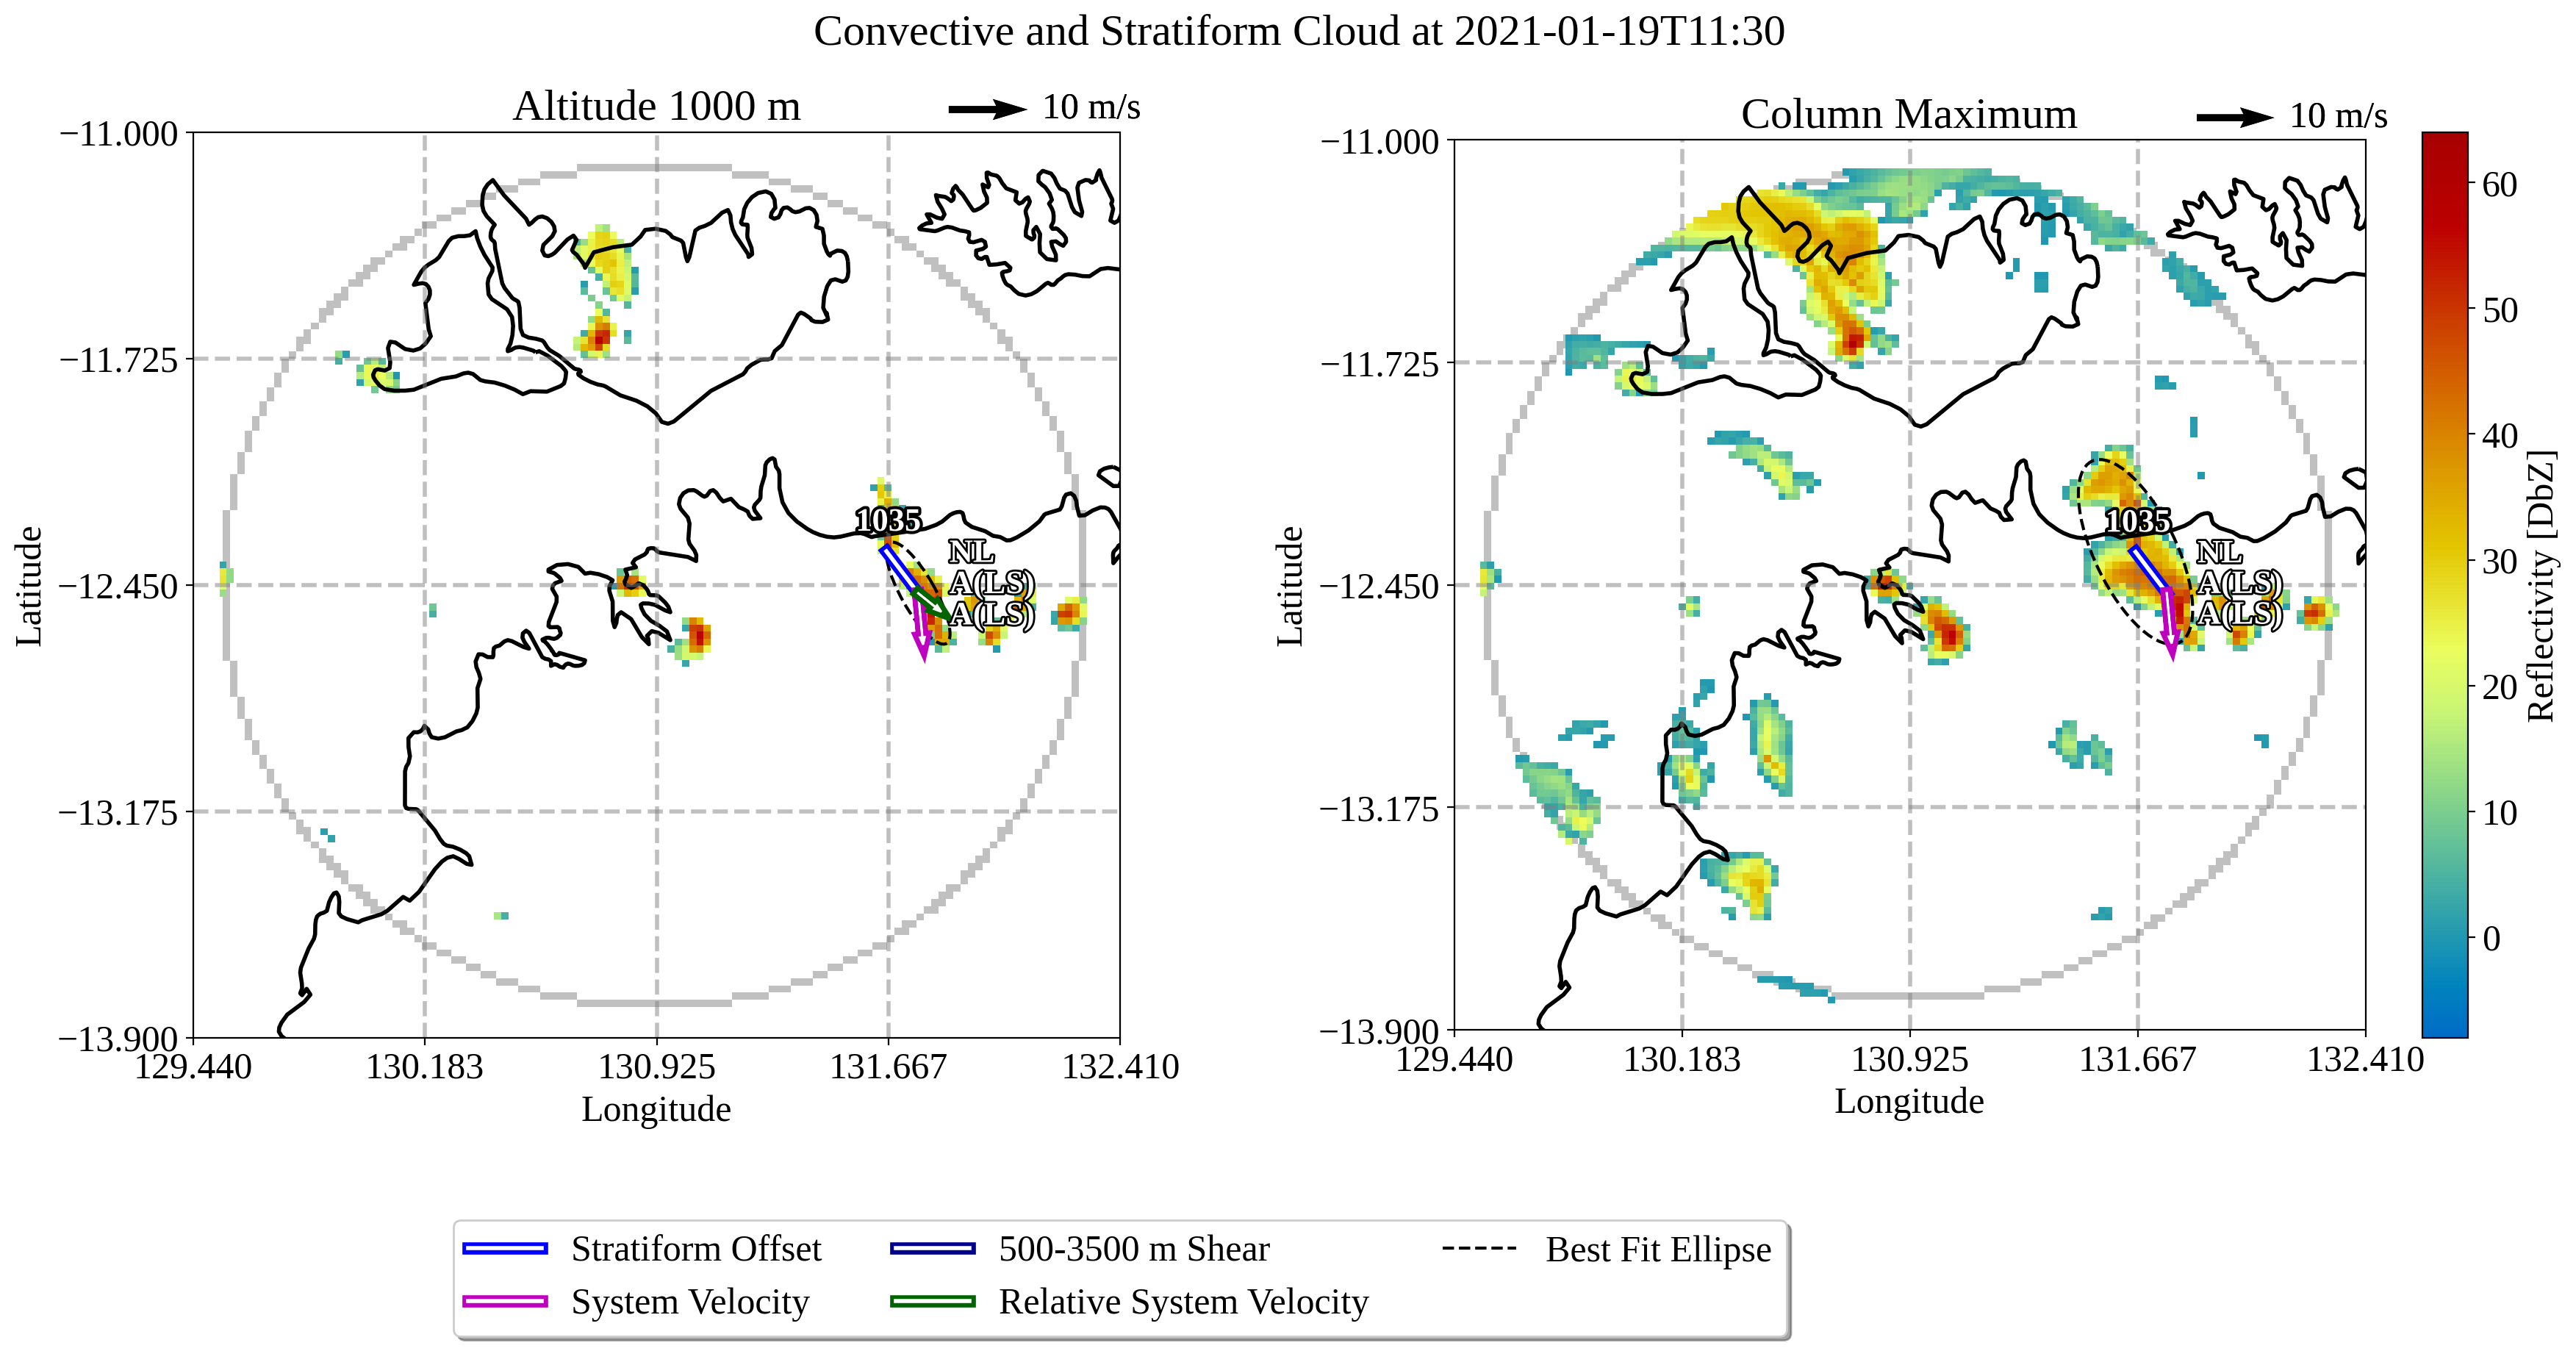 Convective and Stratiform Cloud at 2021-01-19T11:30
Altitude 1000 m
10 m/s
−11.000
−11.725
−12.450
−13.175
−13.900
129.440
130.183
130.925
131.667
132.410
Latitude
Longitude
1035
NL
A(LS)
A(LS)
Column Maximum
10 m/s
−11.000
−11.725
−12.450
−13.175
−13.900
129.440
130.183
130.925
131.667
132.410
Latitude
Longitude
1035
NL
A(LS)
A(LS)
60
50
40
30
20
10
0
Reflectivity [DbZ]
Stratiform Offset
System Velocity
500-3500 m Shear
Relative System Velocity
Best Fit Ellipse